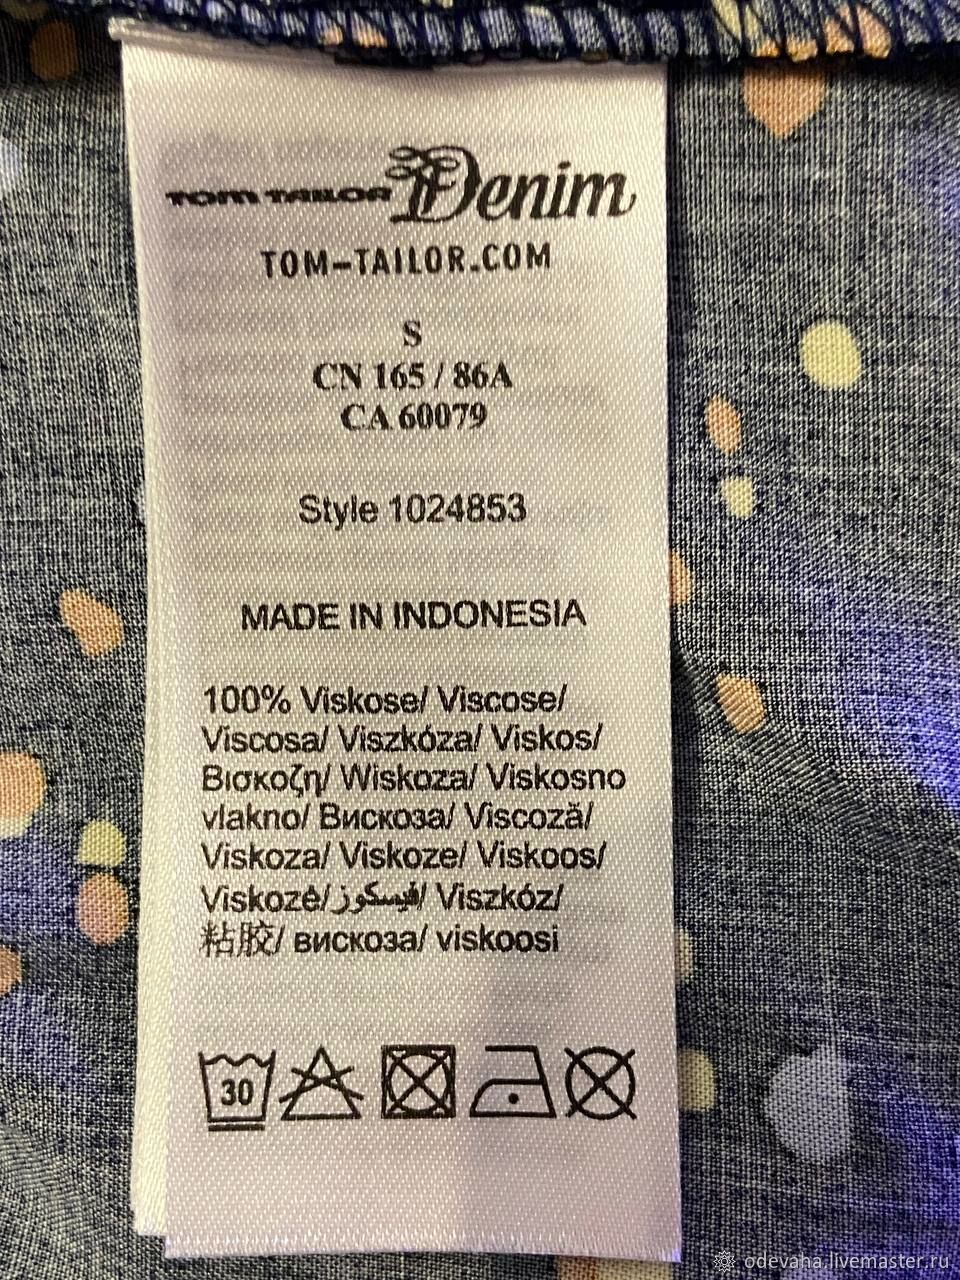 TOM TAILOR Denim
TOM-TAILOR.COM
S
CN 165 / 86A
CA 60079
Style 1024853
MADE IN INDONESIA
100% Viskose/ Viscose/
Viscosa/ Viszkóza/ Viskos/
Βισκοζη/ Wiskoza/ Viskosno
vlakno/ Вискоза/ Viscoză/
Viskoza/ Viskoze/ Viskoos/
Viskozė/ فيسكوز/ Viszkóz/
粘胶/ вискоза/ viskoosi
30
odevaha.livemaster.ru